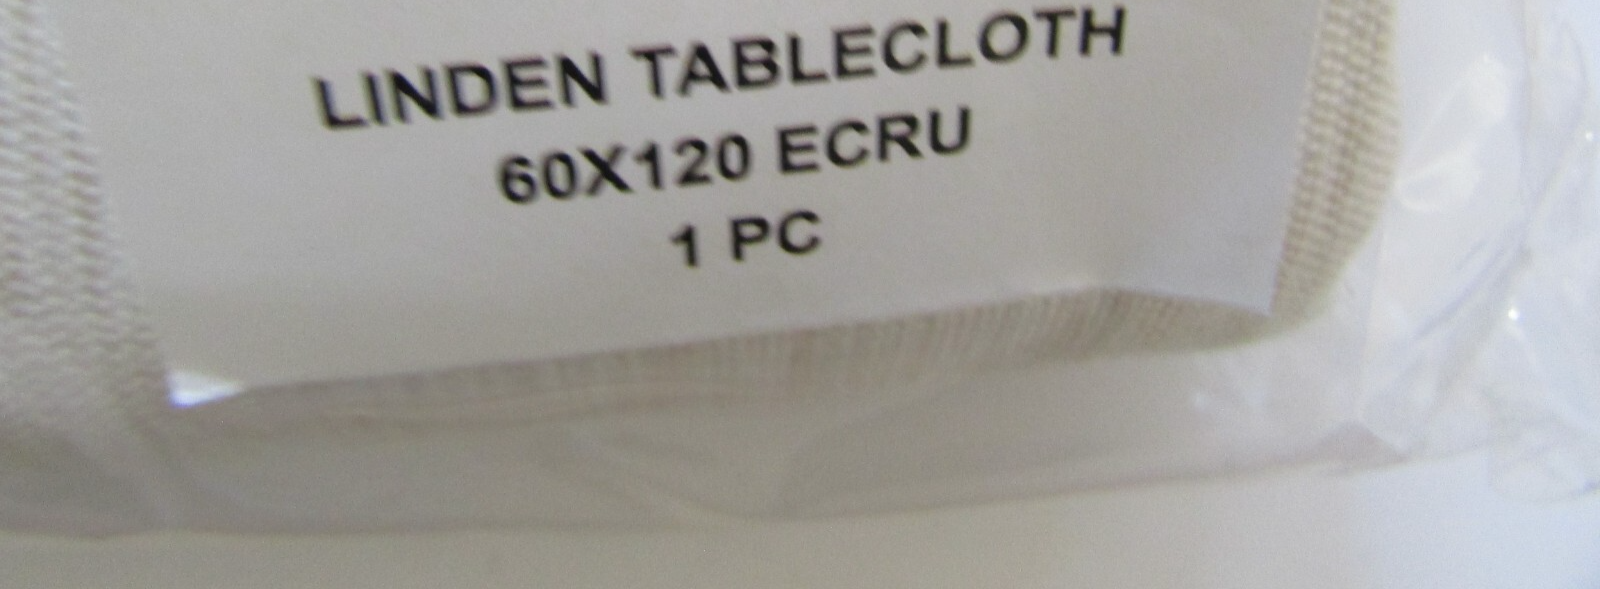 LINDEN TABLECLOTH
60X120 ECRU
1 PC